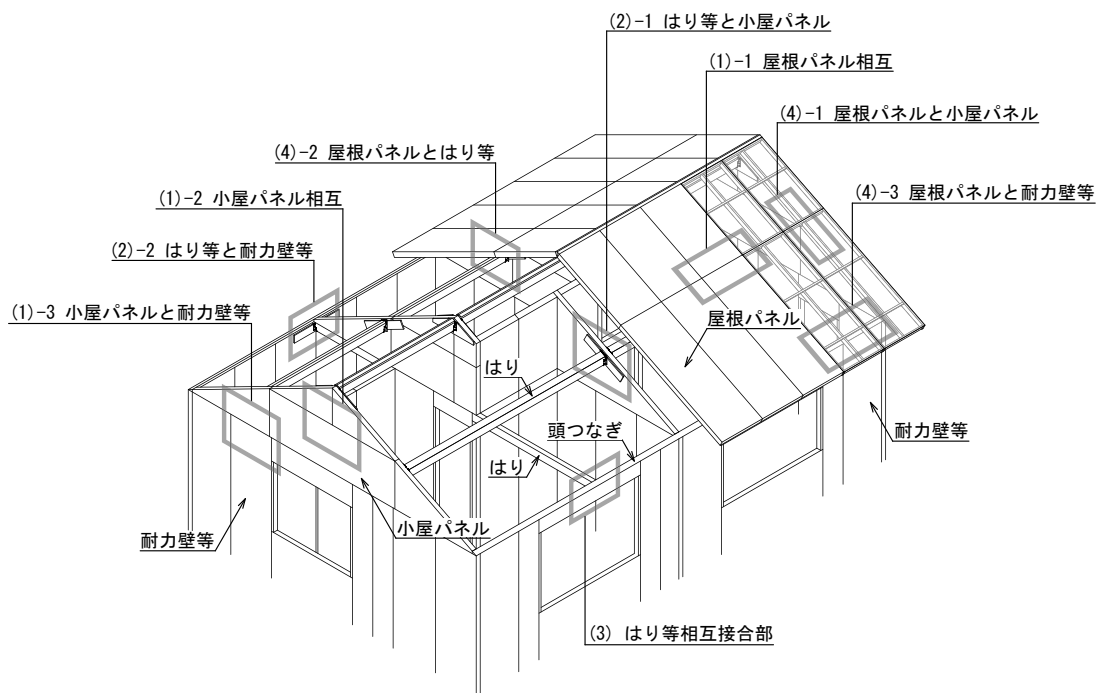 (2)-1 はり等と小屋パネル
(1)-1 屋根パネル相互
(4)-1 屋根パネルと小屋パネル
(4)-2 屋根パネルとはり等
(4)-3 屋根パネルと耐力壁等
(1)-2 小屋パネル相互
(2)-2 はり等と耐力壁等
(1)-3 小屋パネルと耐力壁等
屋根パネル
はり
頭つなぎ
耐力壁等
はり
小屋パネル
耐力壁等
(3) はり等相互接合部